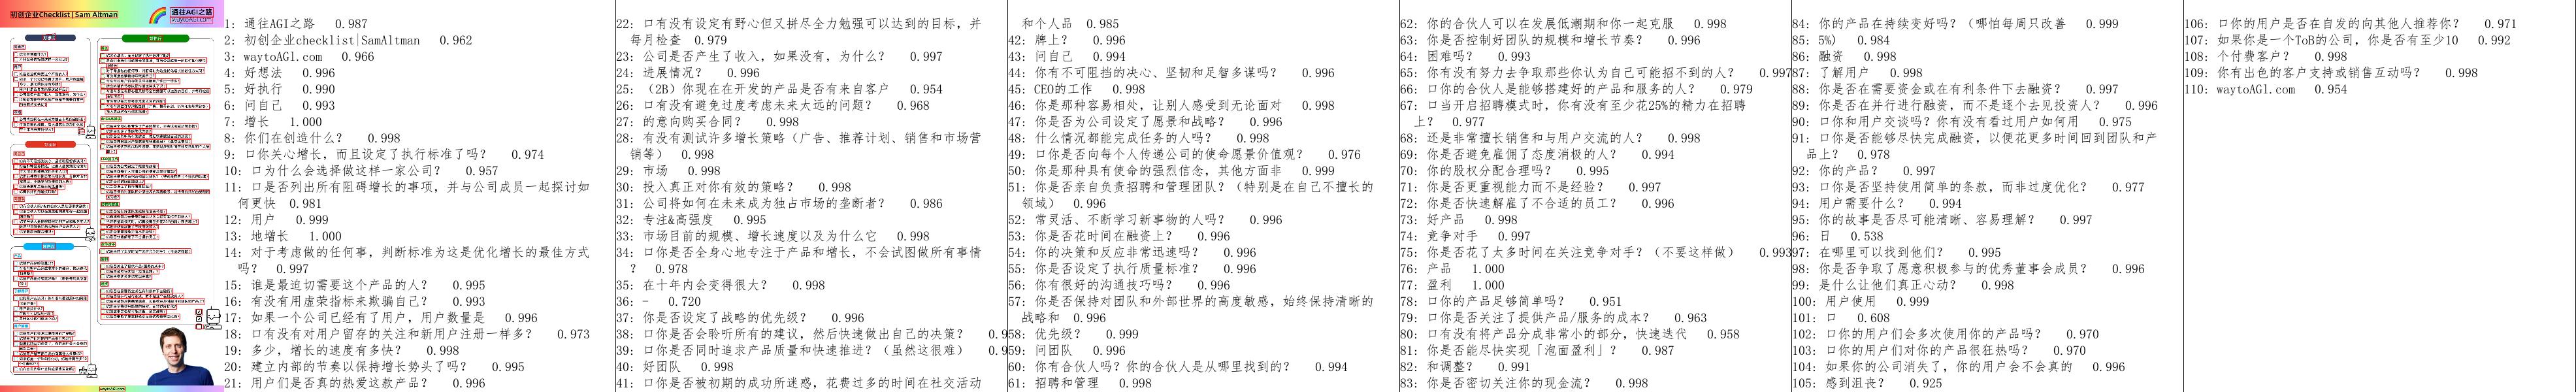 初创企业Checklist | Sam Altman
通往AGI之路
waytoAGI.com
1: 通往AGI之路 0.987
2: 初创企业checklist|SamAltman 0.962
3: waytoAGI.com 0.966
4: 好想法 0.996
5: 好执行 0.990
6: 问自己 0.993
7: 增长 1.000
8: 你们在创造什么? 0.998
9: 口你关心增长,而且设定了执行标准了吗? 0.974
10: 口为什么会选择做这样一家公司? 0.957
11: 口是否列出所有阻碍增长的事项,并与公司成员一起探讨如
何更快 0.981
12: 用户 0.999
13: 地增长 1.000
14: 对于考虑做的任何事,判断标准为这是优化增长的最佳方式
吗? 0.997
15: 谁是最迫切需要这个产品的人? 0.995
16: 有没有用虚荣指标来欺骗自己? 0.993
17: 如果一个公司已经有了用户,用户数量是 0.996
18: 口有没有对用户留存的关注和新用户注册一样多? 0.973
19: 多少,增长的速度有多快? 0.998
20: 建立内部的节奏以保持增长势头了吗? 0.995
21: 用户们是否真的热爱这款产品? 0.996
22: 口有没有设定有野心但又拼尽全力勉强可以达到的目标,并
每月检查 0.979
23: 公司是否产生了收入,如果没有,为什么? 0.997
24: 进展情况? 0.996
25: (2B)你现在在开发的产品是否有来自客户 0.954
26: 口有没有避免过度考虑未来太远的问题? 0.968
27: 的意向购买合同? 0.998
28: 有没有测试许多增长策略(广告、推荐计划、销售和市场营
销等) 0.998
29: 市场 0.998
30: 投入真正对你有效的策略? 0.998
31: 公司将如何在未来成为独占市场的垄断者? 0.986
32: 专注&高强度 0.995
33: 市场目前的规模、增长速度以及为什么它 0.998
34: 口你是否全身心地专注于产品和增长,不会试图做所有事情
? 0.978
35: 在十年内会变得很大? 0.998
36: - 0.720
37: 你是否设定了战略的优先级? 0.996
38: 口你是否会聆听所有的建议,然后快速做出自己的决策? 0.9
39: 口你是否同时追求产品质量和快速推进?(虽然这很难) 0.9
40: 好团队 0.998
41: 口你是否被初期的成功所迷惑,花费过多的时间在社交活动
和个人品 0.985
42: 牌上? 0.996
43: 问自己 0.994
44: 你有不可阻挡的决心、坚韧和足智多谋吗? 0.996
45: CEO的工作 0.998
46: 你是那种容易相处,让别人感受到无论面对 0.998
47: 你是否为公司设定了愿景和战略? 0.996
48: 什么情况都能完成任务的人吗? 0.998
49: 口你是否向每个人传递公司的使命愿景价值观? 0.976
50: 你是那种具有使命的强烈信念,其他方面非 0.999
51: 你是否亲自负责招聘和管理团队?(特别是在自己不擅长的
领域) 0.996
52: 常灵活、不断学习新事物的人吗? 0.996
53: 你是否花时间在融资上? 0.996
54: 你的决策和反应非常迅速吗? 0.996
55: 你是否设定了执行质量标准? 0.996
56: 你有很好的沟通技巧吗? 0.996
57: 你是否保持对团队和外部世界的高度敏感,始终保持清晰的
战略和 0.996
58: 优先级? 0.999
59: 问团队 0.996
60: 你有合伙人吗?你的合伙人是从哪里找到的? 0.994
61: 招聘和管理 0.998
62: 你的合伙人可以在发展低潮期和你一起克服 0.998
63: 你是否控制好团队的规模和增长节奏? 0.996
64: 困难吗? 0.993
65: 你有没有努力去争取那些你认为自己可能招不到的人? 0.997
66: 口你的合伙人是能够搭建好的产品和服务的人? 0.979
67: 口当开启招聘模式时,你有没有至少花25%的精力在招聘
上? 0.977
68: 还是非常擅长销售和与用户交流的人? 0.998
69: 你是否避免雇佣了态度消极的人? 0.994
70: 你的股权分配合理吗? 0.995
71: 你是否更重视能力而不是经验? 0.997
72: 你是否快速解雇了不合适的员工? 0.996
73: 好产品 0.998
74: 竞争对手 0.997
75: 你是否花了太多时间在关注竞争对手?(不要这样做) 0.993
76: 产品 1.000
77: 盈利 1.000
78: 口你的产品足够简单吗? 0.951
79: 口你是否关注了提供产品/服务的成本? 0.963
80: 口有没有将产品分成非常小的部分,快速迭代 0.958
81: 你是否能尽快实现「泡面盈利」? 0.987
82: 和调整? 0.991
83: 你是否密切关注你的现金流? 0.998
84: 你的产品在持续变好吗?(哪怕每周只改善 0.999
85: 5%) 0.984
86: 融资 0.998
87: 了解用户 0.998
88: 你是否在需要资金或在有利条件下去融资? 0.997
89: 你是否在并行进行融资,而不是逐个去见投资人? 0.996
90: 口你和用户交谈吗?你有没有看过用户如何用 0.975
91: 口你是否能够尽快完成融资,以便花更多时间回到团队和产
品上? 0.978
92: 你的产品? 0.997
93: 口你是否坚持使用简单的条款,而非过度优化? 0.977
94: 用户需要什么? 0.994
95: 你的故事是否尽可能清晰、容易理解? 0.997
96: 日 0.538
97: 在哪里可以找到他们? 0.995
98: 你是否争取了愿意积极参与的优秀董事会成员? 0.996
99: 是什么让他们真正心动? 0.998
100: 用户使用 0.999
101: 口 0.608
102: 口你的用户们会多次使用你的产品吗? 0.970
103: 口你的用户们对你的产品很狂热吗? 0.970
104: 如果你的公司消失了,你的用户会不会真的 0.996
105: 感到沮丧? 0.925
106: 口你的用户是否在自发的向其他人推荐你? 0.971
107: 如果你是一个ToB的公司,你是否有至少10 0.992
108: 个付费客户? 0.998
109: 你有出色的客户支持或销售互动吗? 0.998
110: waytoAGl.com 0.954